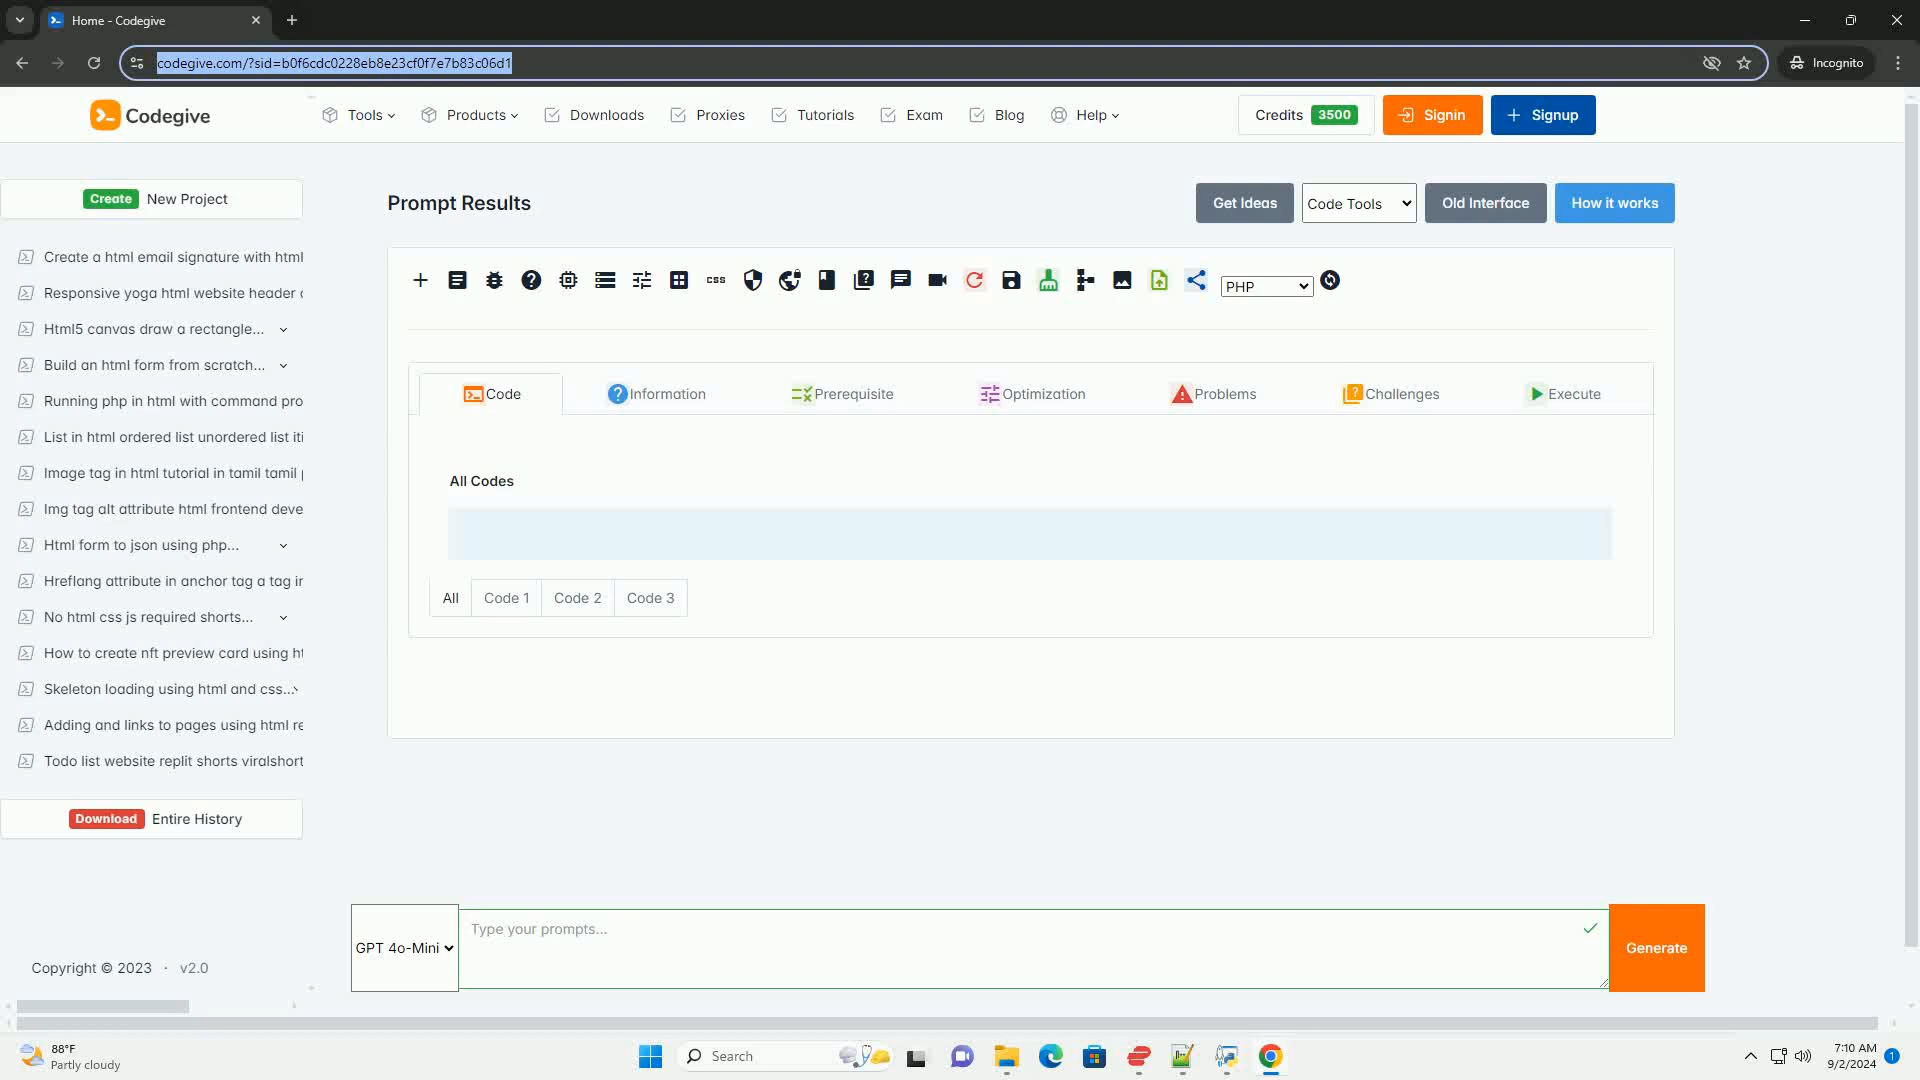 Home - Codegive
codegive.com/?sid=b0f6cdc0228eb8e23cf0f7e7b83c06d1
Incognito
Codegive
Tools
Products
Downloads
Proxies
Tutorials
Exam
Blog
Help
Credits 3500
Signin
Signup
Create New Project
Prompt Results
Get Ideas
Code Tools
Old Interface
How it works
Create a html email signature with html
Responsive yoga html website header
Html5 canvas draw a rectangle...
Build an html form from scratch...
Running php in html with command pro
List in html ordered list unordered list iti
Image tag in html tutorial in tamil tamil
Img tag alt attribute html frontend deve
Html form to json using php...
Hreflang attribute in anchor tag a tag in
No html css js required shorts...
How to create nft preview card using ht
Skeleton loading using html and css...
Adding and links to pages using html re
Todo list website replit shorts viralshort
Download Entire History
css
PHP
Code
Information
Prerequisite
Optimization
Problems
Challenges
Execute
All Codes
All
Code 1
Code 2
Code 3
GPT 4o-Mini
Type your prompts...
Generate
Copyright © 2023 · v2.0
88°F
Partly cloudy
Search
7:10 AM
9/2/2024
1